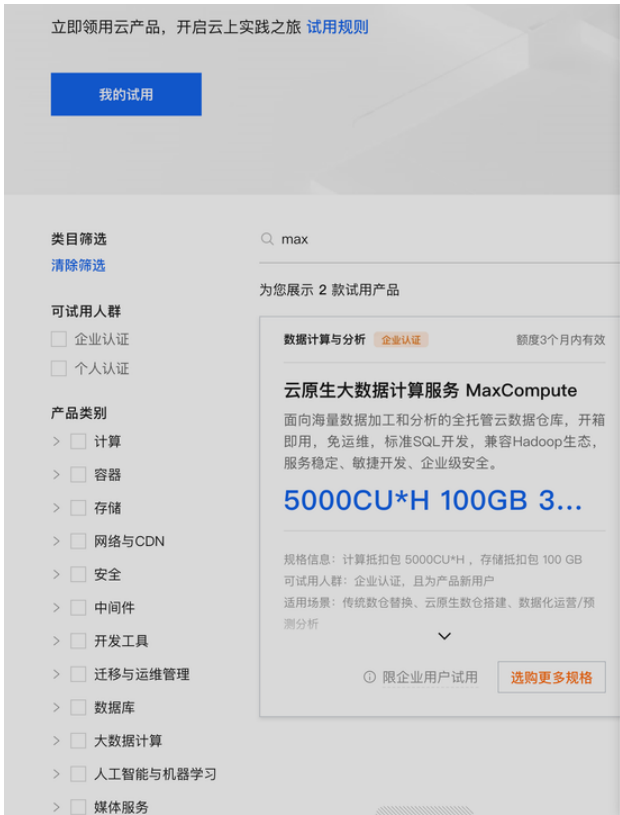 立即领用云产品，开启云上实践之旅 试用规则
我的试用
类目筛选
清除筛选
可试用人群
企业认证
个人认证
产品类别
计算
容器
存储
网络与CDN
安全
中间件
开发工具
迁移与运维管理
数据库
大数据计算
人工智能与机器学习
媒体服务
max
为您展示 2 款试用产品
数据计算与分析 企业认证 额度3个月内有效
云原生大数据计算服务 MaxCompute
面向海量数据加工和分析的全托管云数据仓库，开箱
即用，免运维，标准SQL开发，兼容Hadoop生态，
服务稳定、敏捷开发、企业级安全。
5000CU*H 100GB 3...
规格信息：计算抵扣包 5000CU*H ，存储抵扣包 100 GB
可试用人群：企业认证，且为产品新用户
适用场景：传统数仓替换、云原生数仓搭建、数据化运营/预
测分析
限企业用户试用 选购更多规格